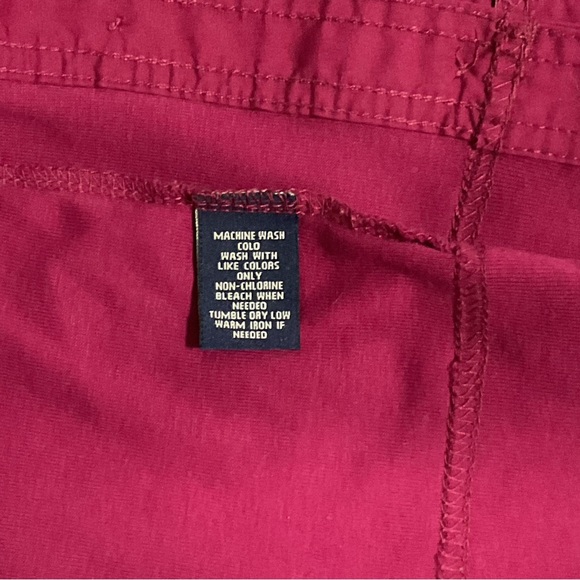 MACHINE WASH
COLD
WASH WITH
LIKE COLORS
ONLY
NON-CHLORINE
BLEACH WHEN
NEEDED
TUMBLE DRY LOW
WARM IRON IF
NEEDED